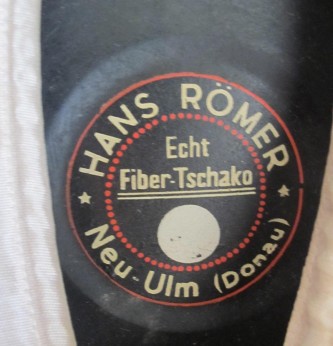 HANS RÖMER
Echt
Fiber-Tschako
Neu-Ulm (Donau)